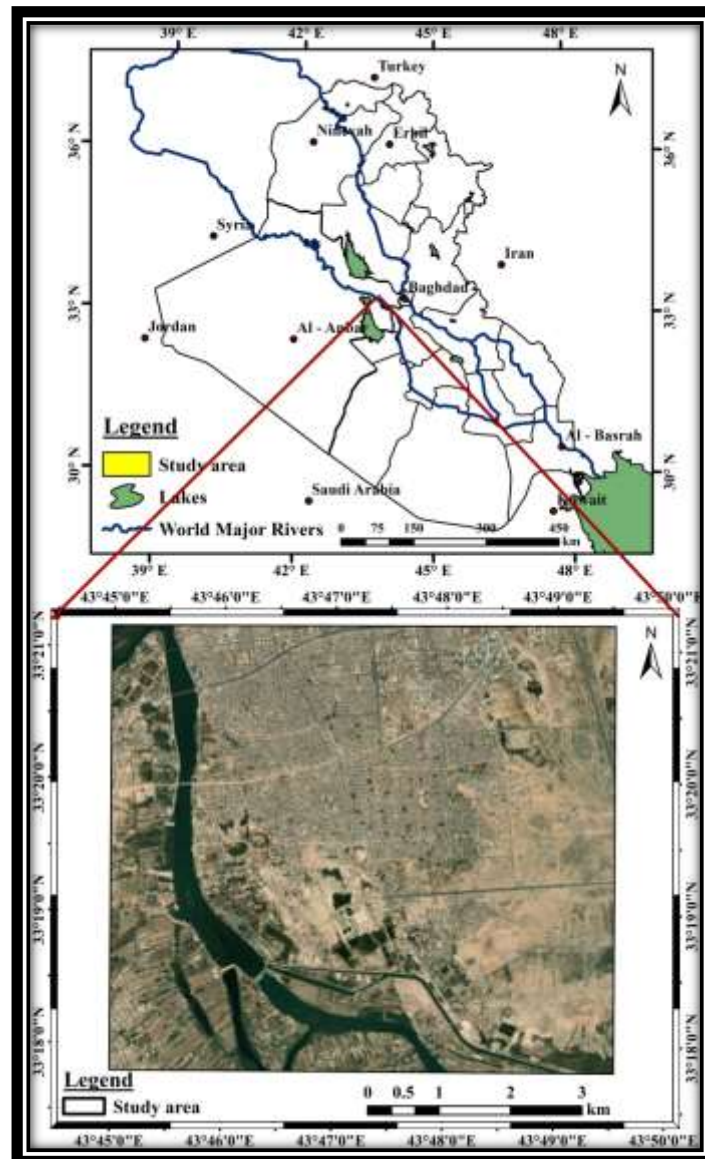 39° E 42° E 45° E 48° E
Turkey
N
Ninevah Erbil
36° N 36° N
Syria
Iran
Baghdad
33° N 33° N
Jordan Al - Anbar
Legend
Study area
Lakes
World Major Rivers
Al - Basrah
30° N 30° N
Saudi Arabia
Kuwait
0 75 150 300 450
km
39° E 42° E 45° E 48° E
43°45'0"E 43°46'0"E 43°47'0"E 43°48'0"E 43°49'0"E 43°50'0"E
N
33°21'0"N 33°21'0"N
33°20'0"N 33°20'0"N
33°19'0"N 33°19'0"N
33°18'0"N 33°18'0"N
Legend
Study area
0 0.5 1 2 3
km
43°45'0"E 43°46'0"E 43°47'0"E 43°48'0"E 43°49'0"E 43°50'0"E